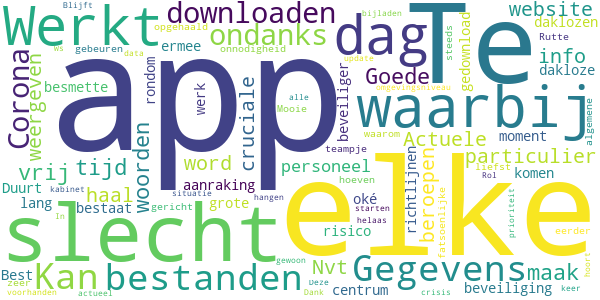 Blijft
Werkt
downloaden
opgehaald
bijladen
ermee
ondanks
Ws
gebeuren
onnodigheid
data
dag
Te
website
daklozen
Rutte
info
dakloze
gedownload
steeds
Goede
Corona
weergeven
besmette
rondom
app
werk
cruciale
Mooie
alle
update
beveiliger
waarom
omgevingsniveau
waarbij
algemene
teampje
Actuele
moment
woorden
word
vrij
tijd
personeel
particulier
Duurt
haal
aanraking
hoeven
liefst
komen
lang
bestaat
grote
oké
richtlijnen
beroepen
Rol
slecht
elke
kabinet
situatie
gericht
hangen
starten
risico
helaas
fatsoenlijke
prioriteit
eerder
In
Kan
bestanden
Nvt
Gegevens
maak
Best
zeer
voorhanden
actueel
gewoon
Deze
Dank
centrum
crisis
beveiliging
keer
hoort